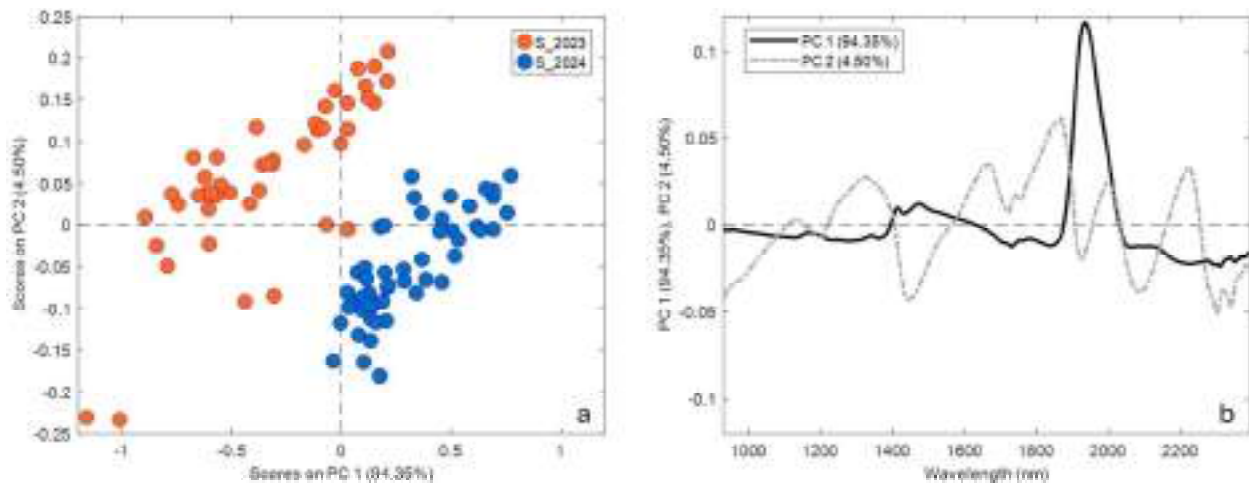 0.25
0.2
0.15
0.1
0.05
0
-0.05
-0.1
-0.15
-0.2
-0.25
Scores on PC 2 (4.50%)
S_2023
S_2024
a
-1
-0.5
0
0.5
1
Scores on PC 1 (94.35%)
0.1
0.05
0
-0.05
-0.1
PC 1 (94.35%), PC 2 (4.50%)
PC 1 (94.35%)
PC 2 (4.50%)
b
1000
1200
1400
1600
1800
2000
2200
Wavelength (nm)